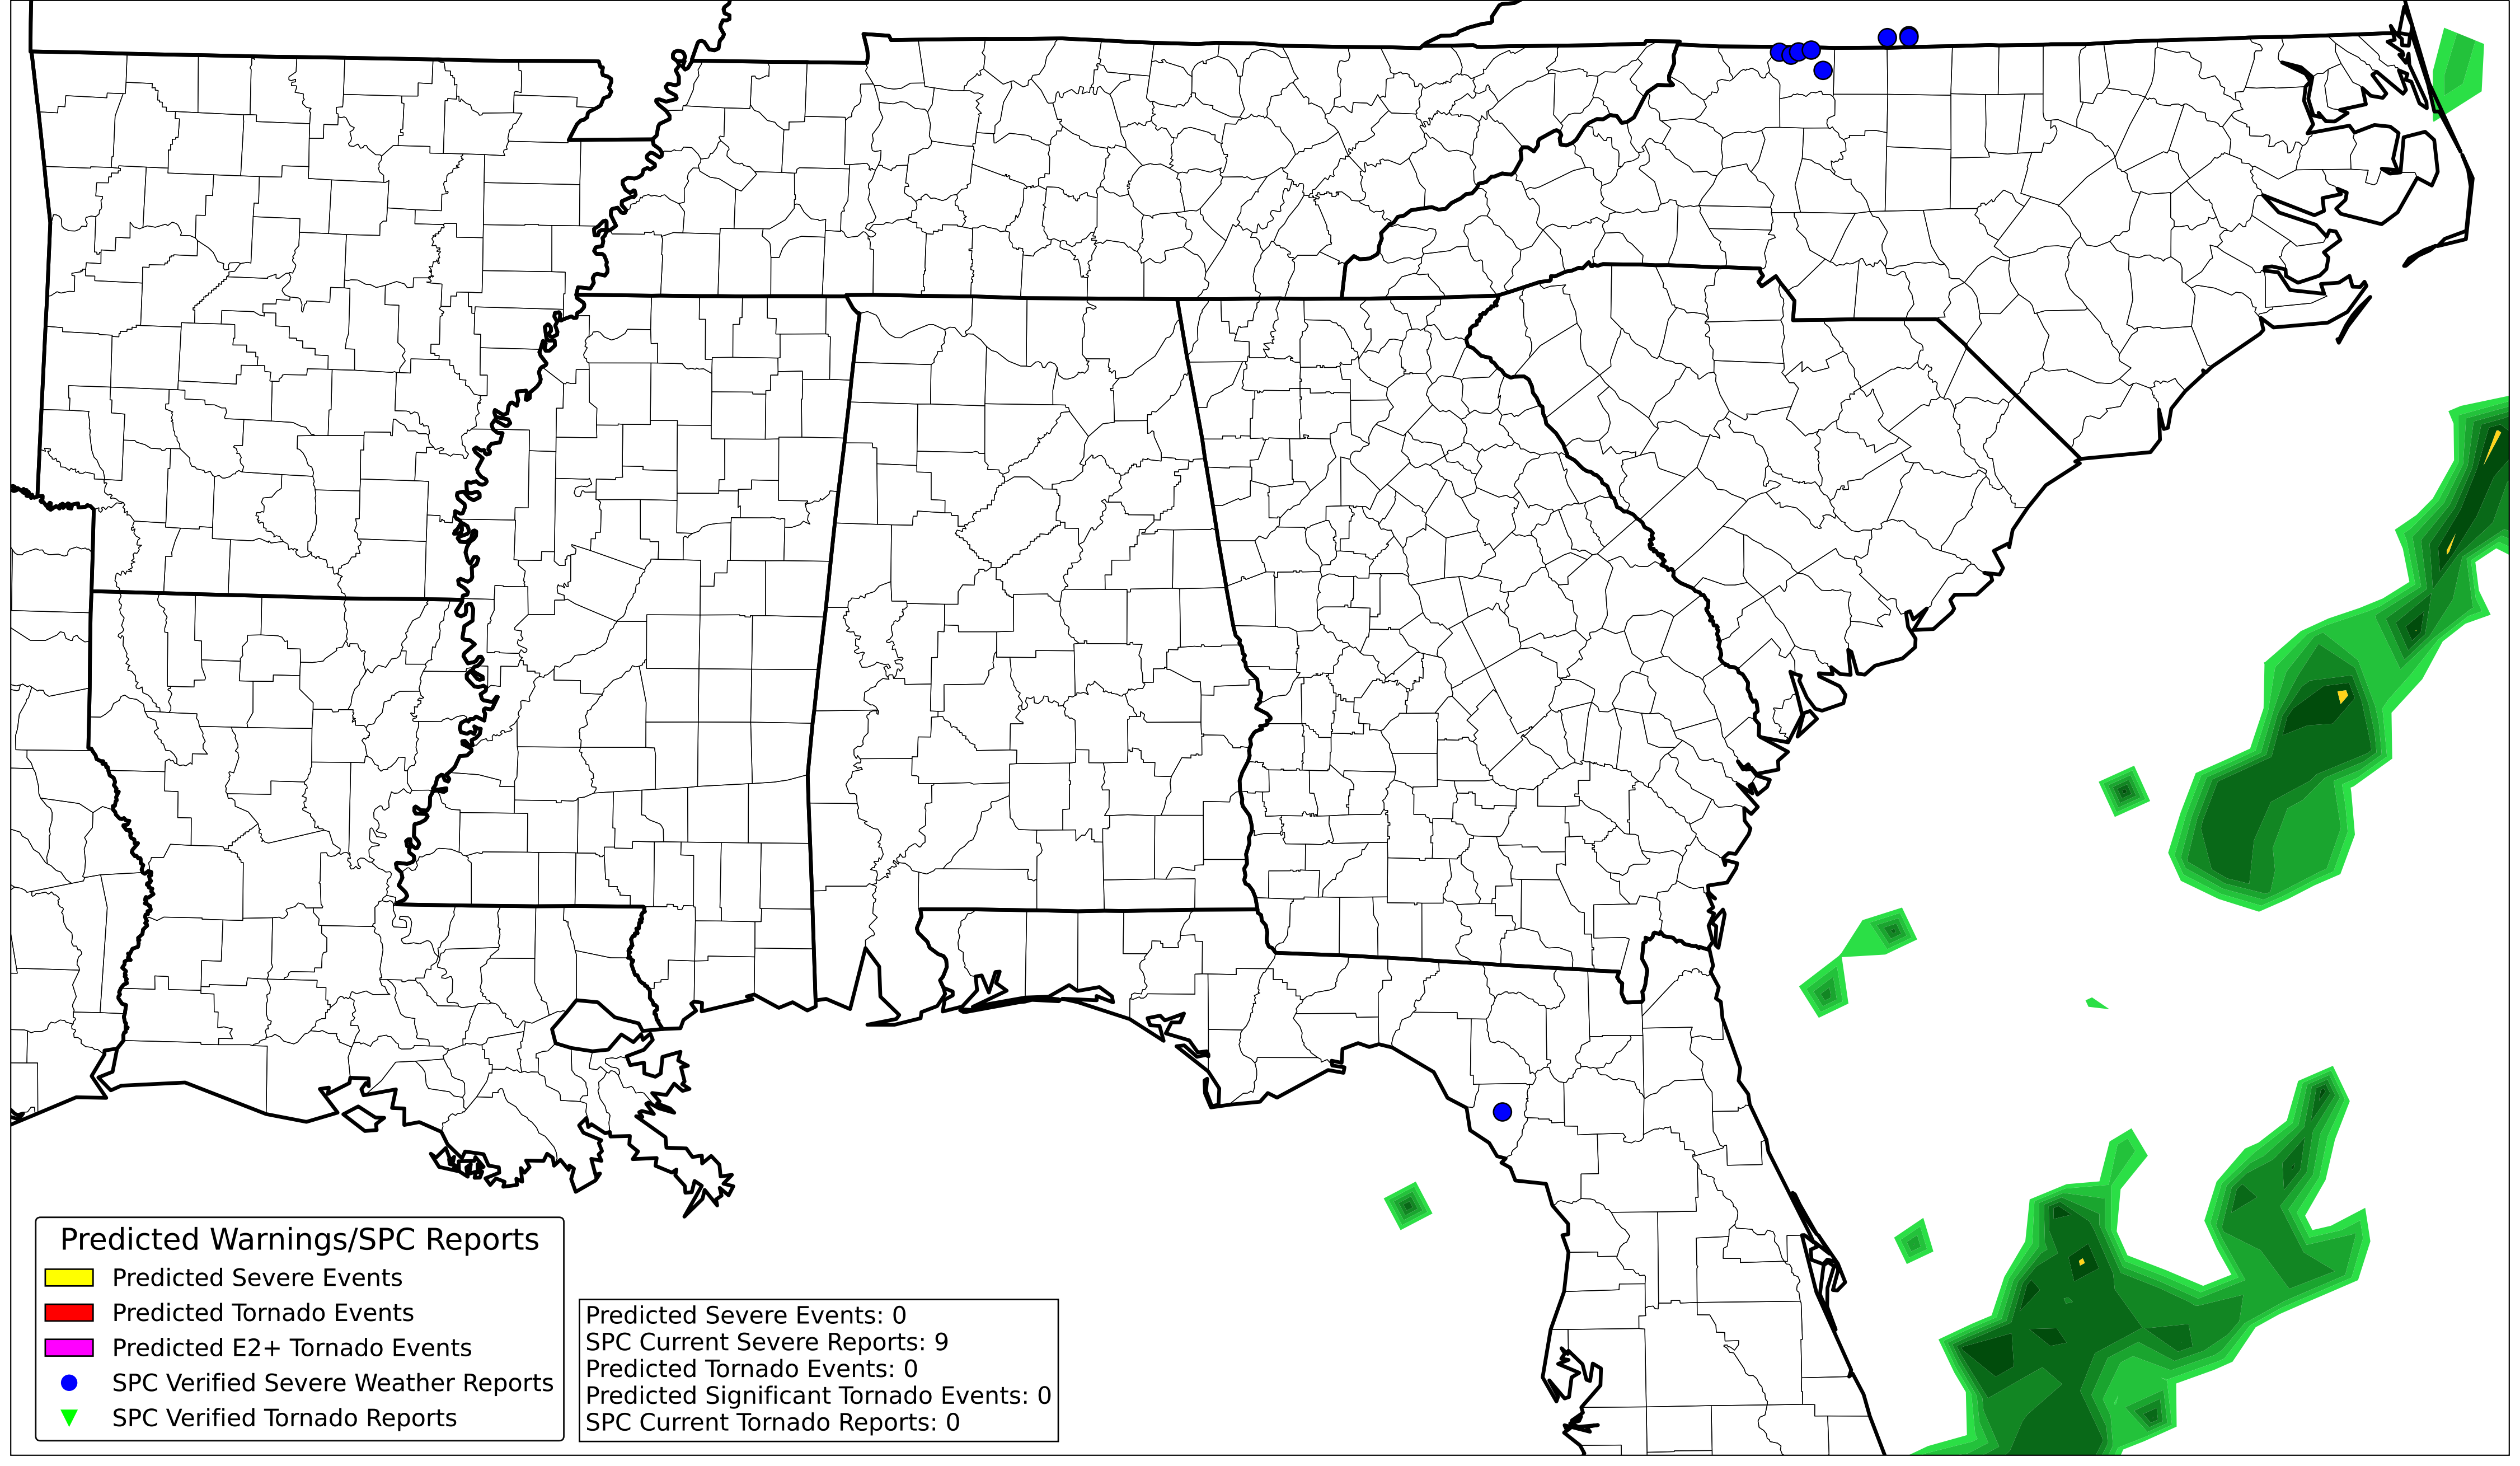 Predicted Warnings/SPC Reports
Predicted Severe Events
Predicted Tornado Events
Predicted E2+ Tornado Events
SPC Verified Severe Weather Reports
SPC Verified Tornado Reports
Predicted Severe Events: 0
SPC Current Severe Reports: 9
Predicted Tornado Events: 0
Predicted Significant Tornado Events: 0
SPC Current Tornado Reports: 0